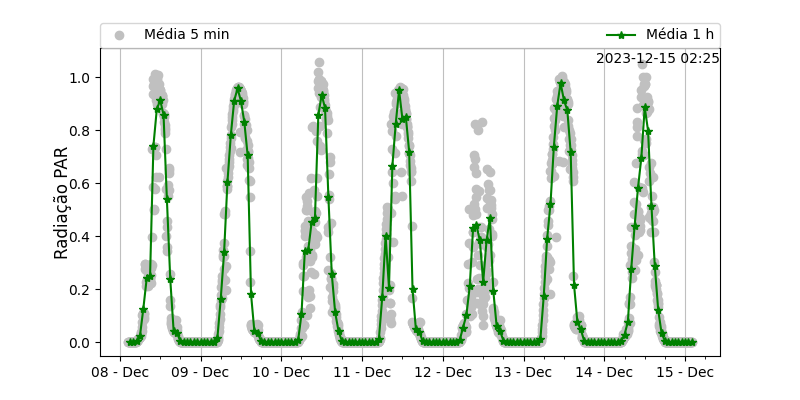 Média 5 min
Média 1 h
2023-12-15 02:25
Radiação PAR
1.0
0.8
0.6
0.4
0.2
0.0
08 - Dec
09 - Dec
10 - Dec
11 - Dec
12 - Dec
13 - Dec
14 - Dec
15 - Dec